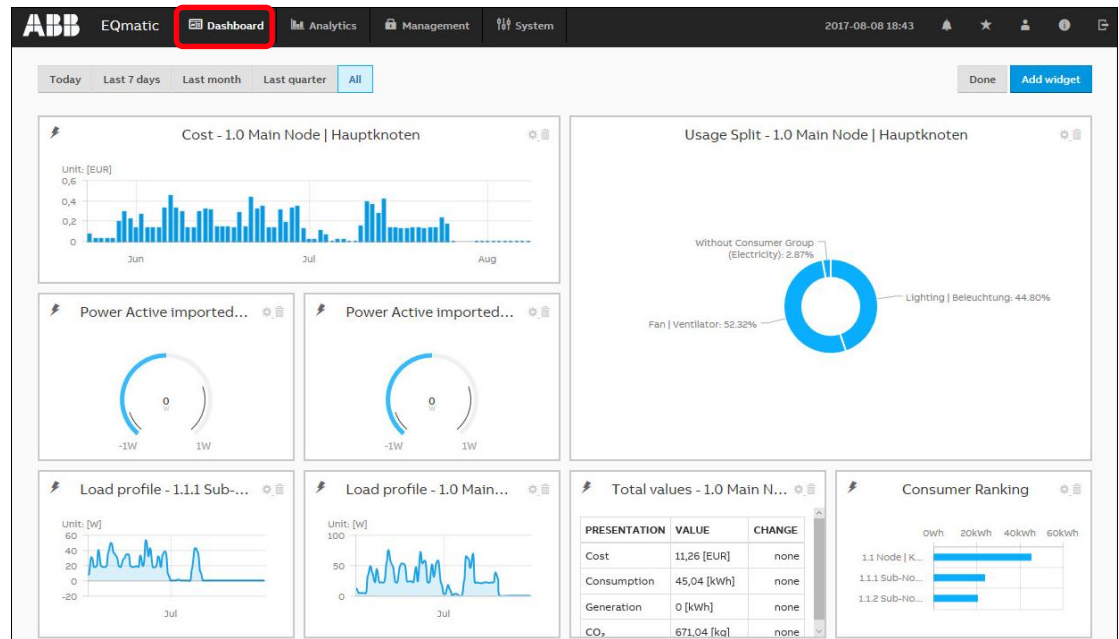 ABB EQmatic Dashboard Analytics Management System 2017-08-08 18:43
Today Last 7 days Last month Last quarter All Done Add widget
Cost - 1.0 Main Node | Hauptknoten
Unit: [EUR]
0,6
0,4
0,2
0
Jun Jul Aug
Usage Split - 1.0 Main Node | Hauptknoten
Without Consumer Group
(Electricity): 2.87%
Lighting | Beleuchtung: 44.80%
Fan | Ventilator: 52.32%
Power Active imported...
0
W
-1W 1W
Power Active imported...
0
W
-1W 1W
Load profile - 1.1.1 Sub-...
Unit: [W]
60
40
20
0
-20
Jul
Load profile - 1.0 Main...
Unit: [W]
100
50
0
Jul
Total values - 1.0 Main N...
PRESENTATION VALUE CHANGE
Cost 11,26 [EUR] none
Consumption 45,04 [kWh] none
Generation 0 [kWh] none
CO₂ 671,04 [kg] none
Consumer Ranking
0Wh 20kWh 40kWh 60kWh
1.1 Node | K...
1.1.1 Sub-No...
1.1.2 Sub-No...